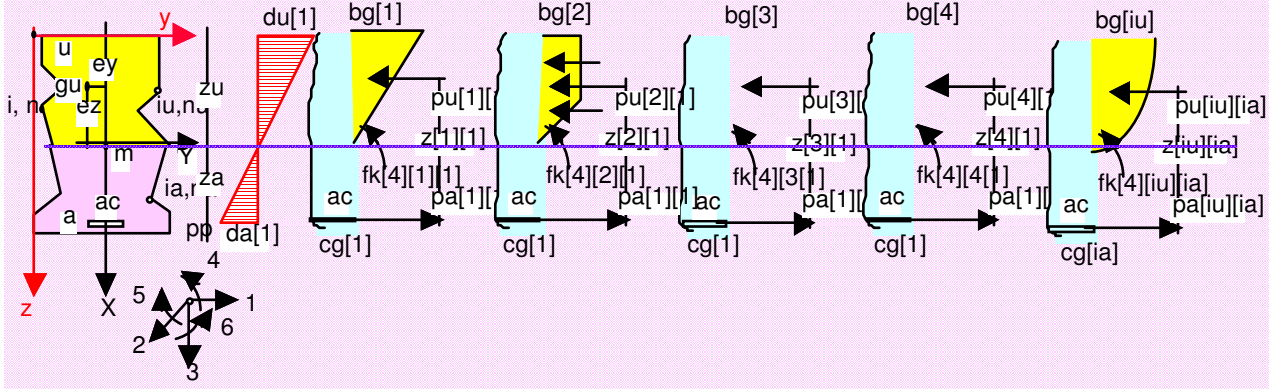 y
du[1]
bg[1]
bg[2]
bg[3]
bg[4]
bg[iu]
u
ey
gu
ez
zu
i, n
iu,n
pu[1][
pu[2][1]
pu[3][
pu[4][1
pu[iu][ia]
z[1][1]
z[2][1]
z[3][1]
z[4][1]
z[iu][ia]
m
Y
fk[4][1][1]
fk[4][2][1]
fk[4][3[1]
fk[4][4[1]
fk[4][iu][ia]
za
ia,
a
ac
ac
ac
ac
ac
ac
pa[1][
pa[1][1]
pa[1][
pa[1][
pa[iu][ia]
pp
da[1]
cg[1]
cg[1]
cg[1]
cg[1]
cg[ia]
z
X
4
5
1
6
2
3